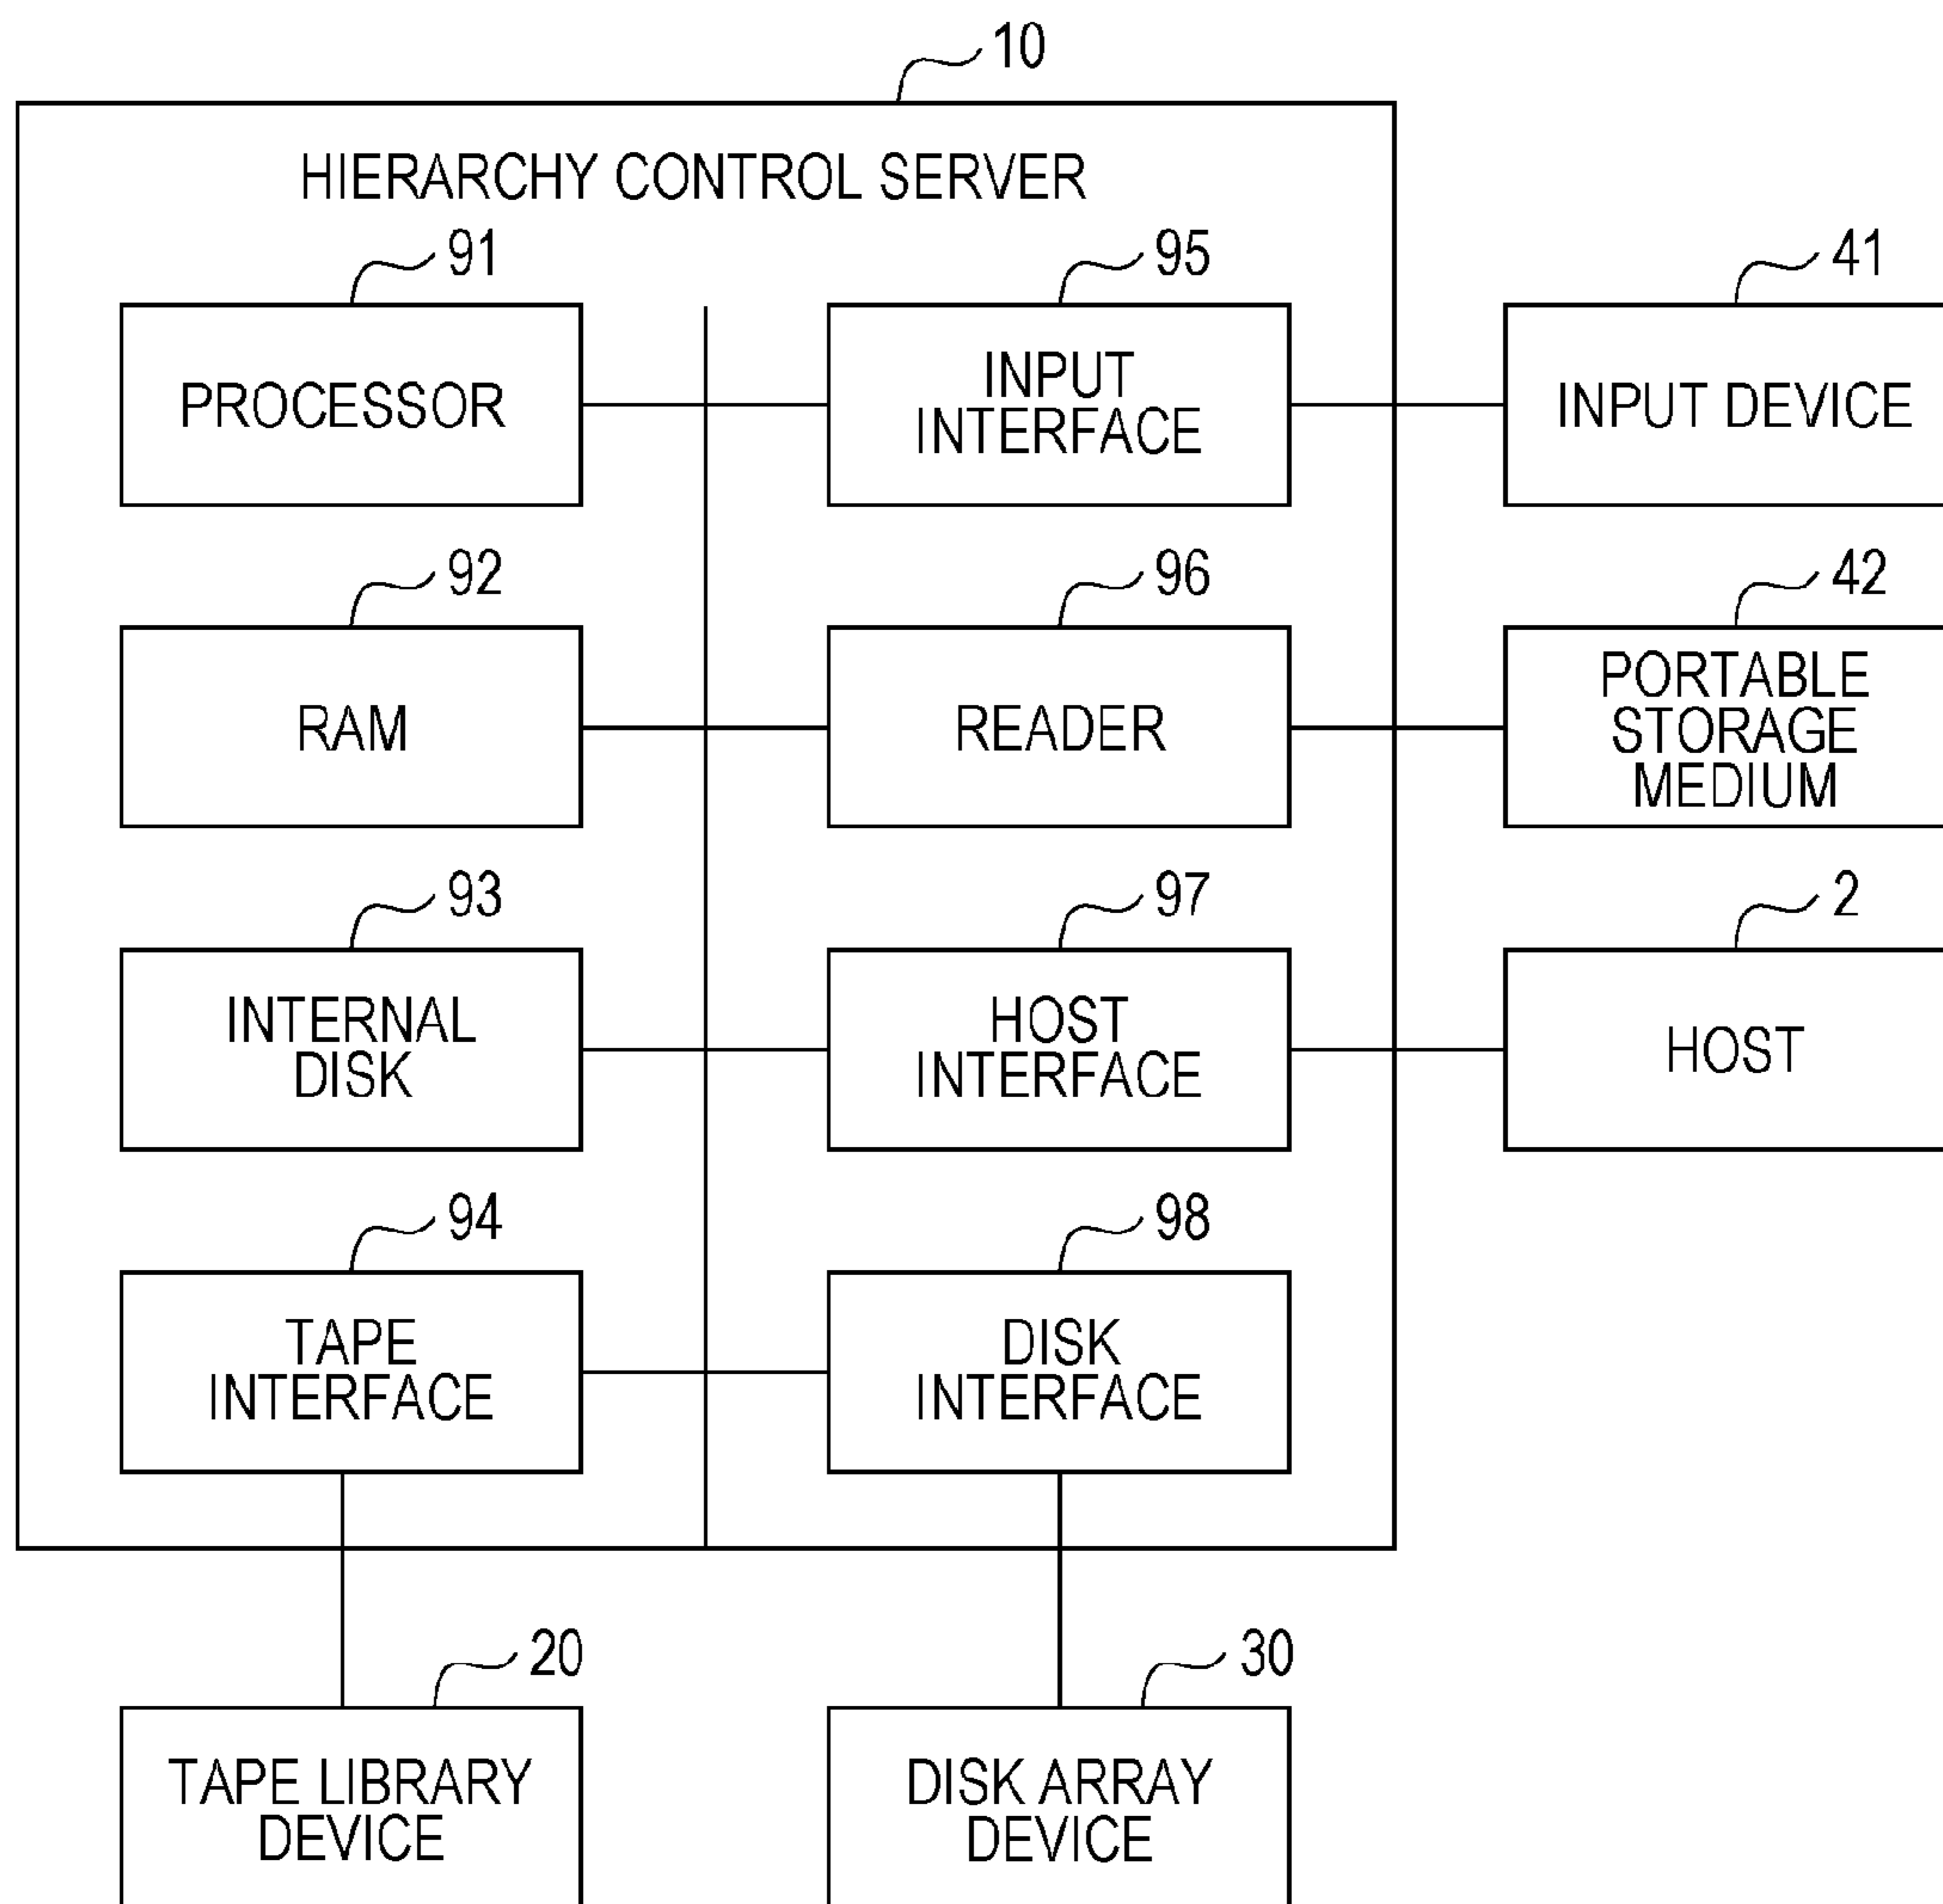 10
HIERARCHY CONTROL SERVER
91
95
41
PROCESSOR
INPUT
INTERFACE
INPUT DEVICE
92
96
42
RAM
READER
PORTABLE
STORAGE
MEDIUM
93
97
2
INTERNAL
DISK
HOST
INTERFACE
HOST
94
98
TAPE
INTERFACE
DISK
INTERFACE
20
30
TAPE LIBRARY
DEVICE
DISK ARRAY
DEVICE